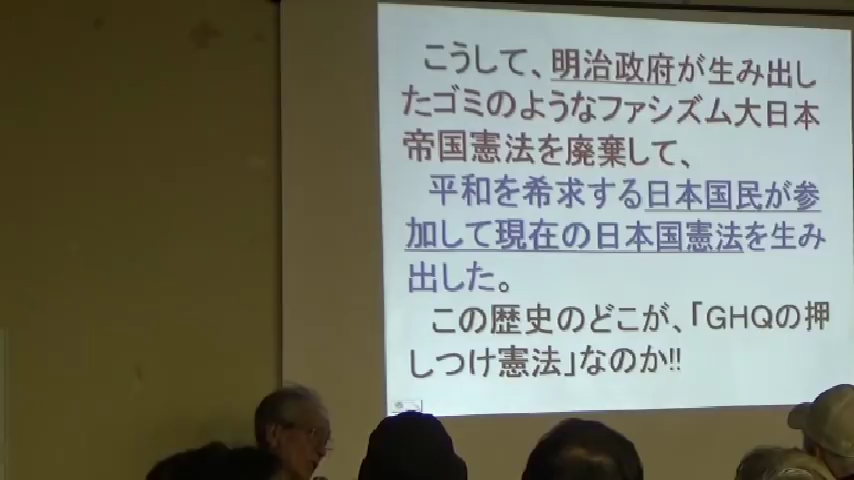 こうして、明治政府が生み出し
たゴミのようなファシズム大日本
帝国憲法を廃棄して、
平和を希求する日本国民が参
加して現在の日本国憲法を生み
出した。
この歴史のどこが、「GHQの押
しつけ憲法」なのか!!